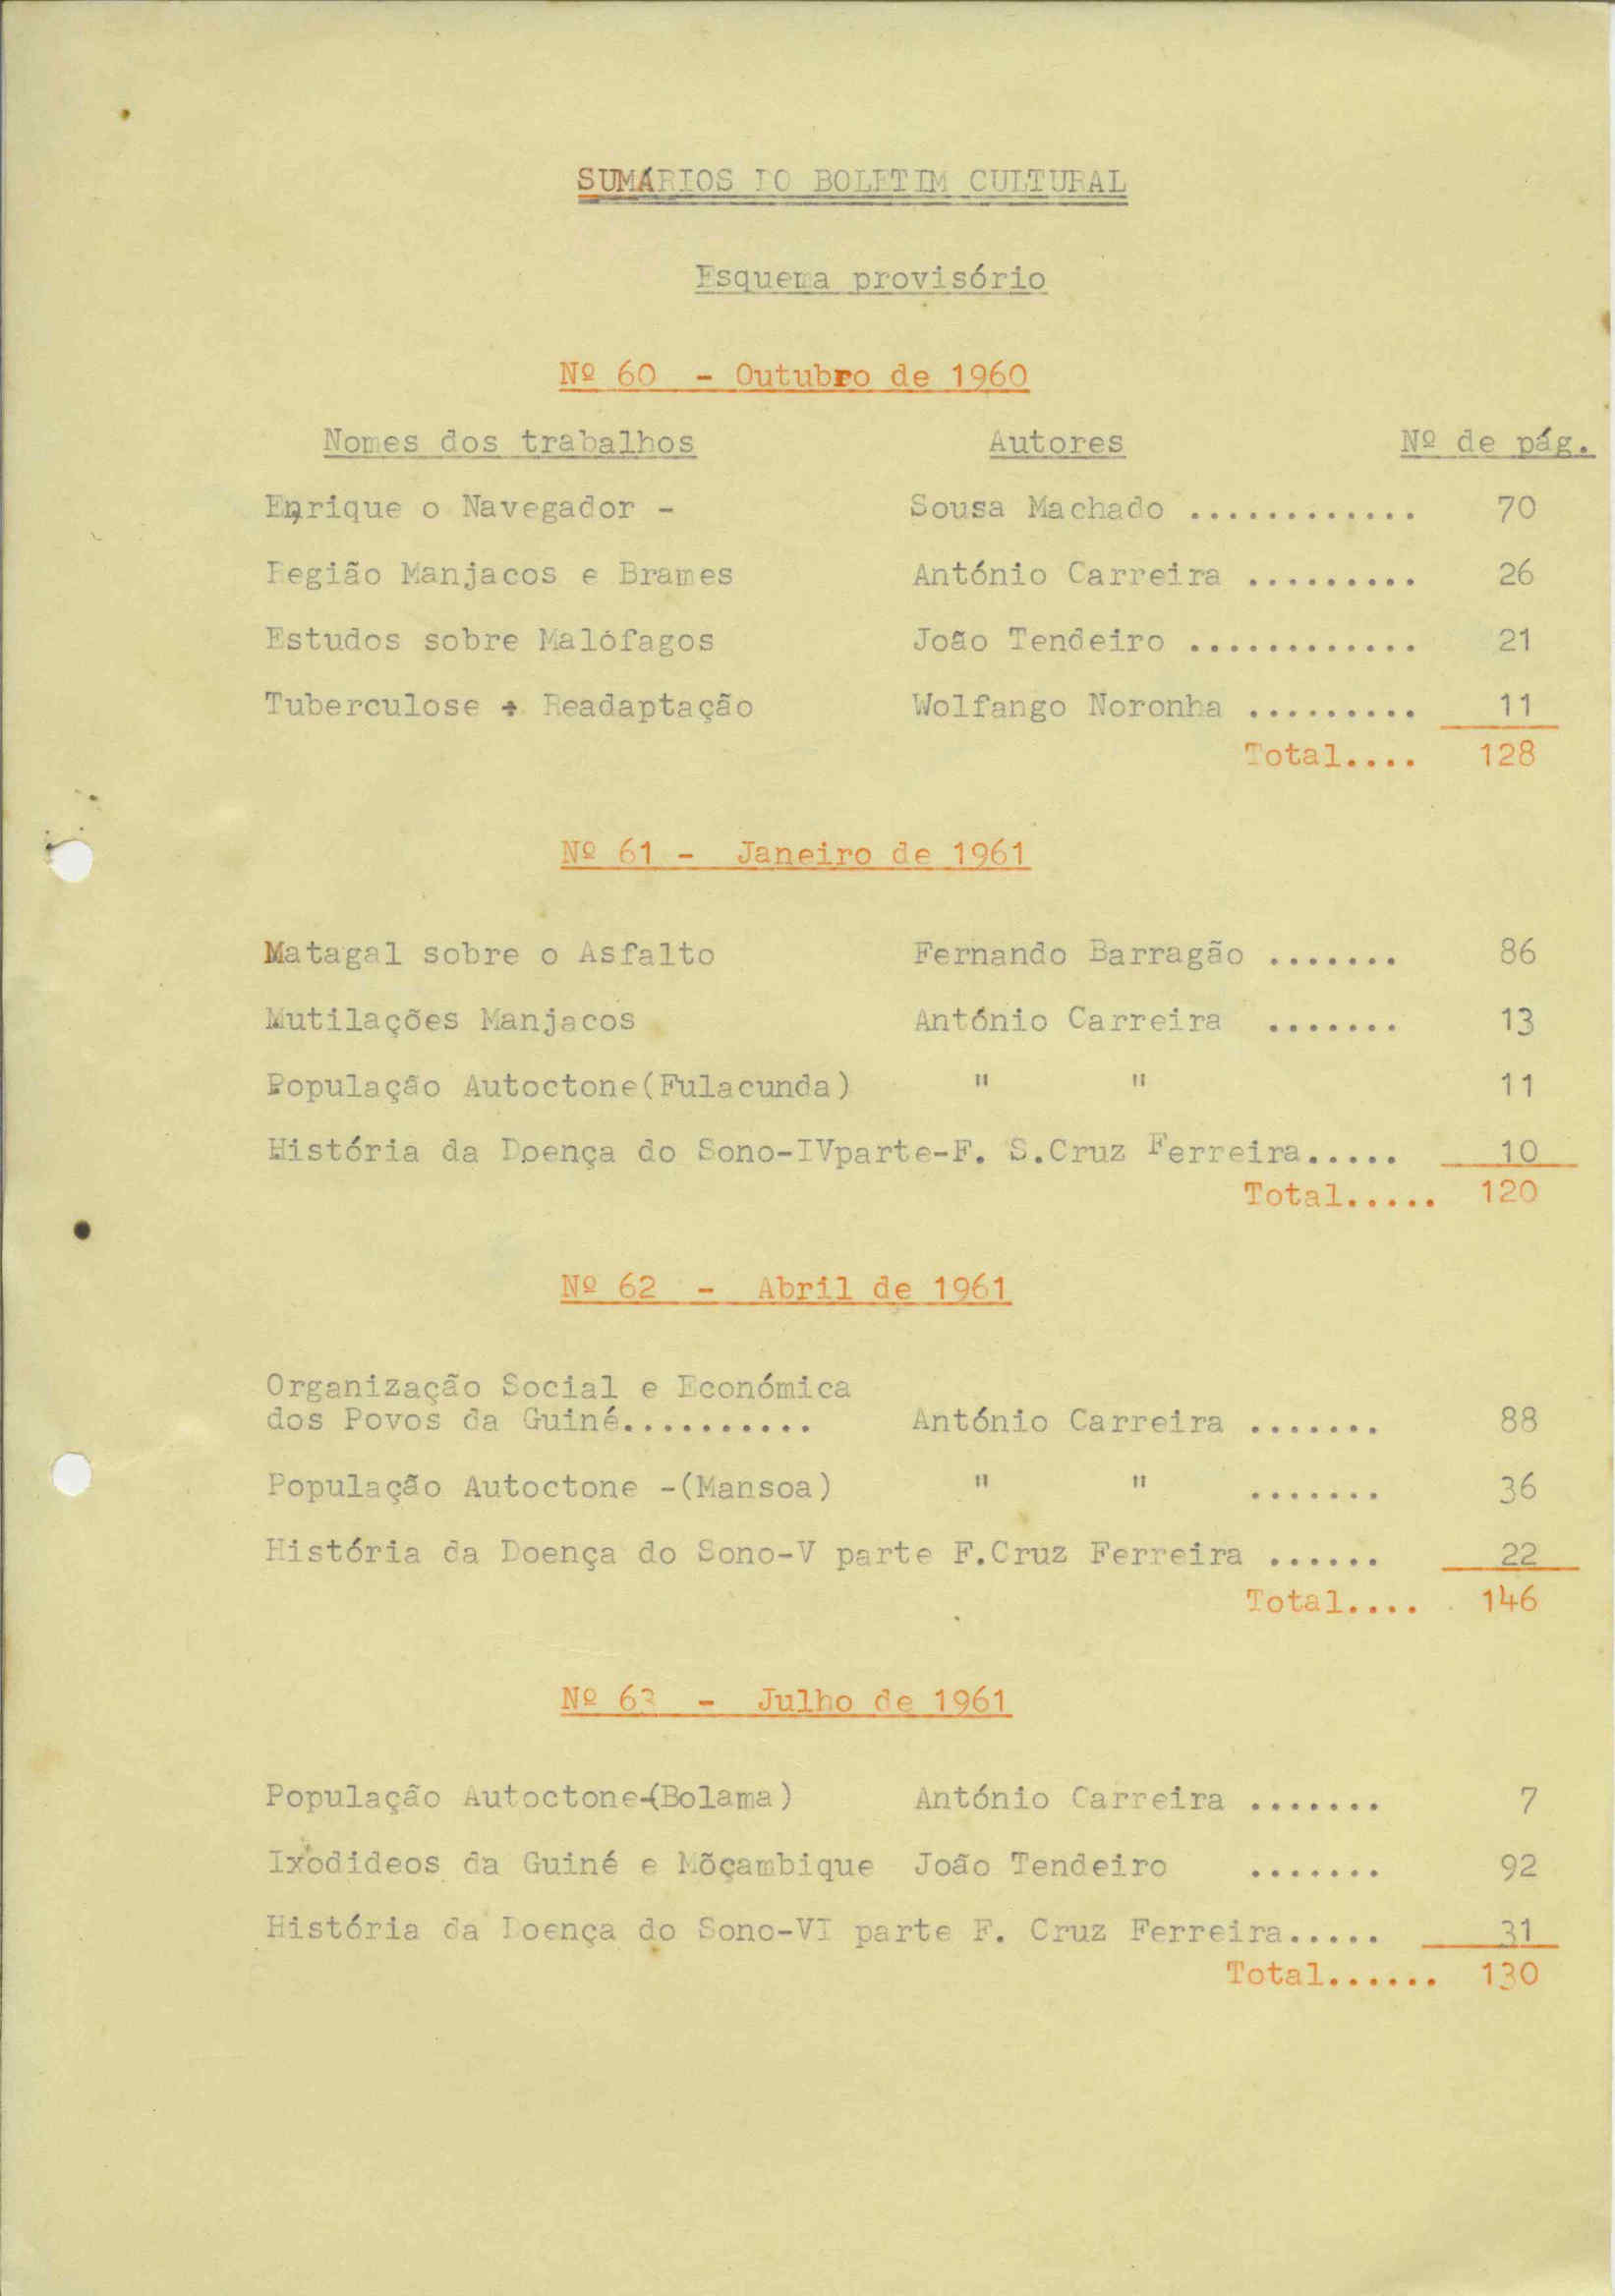 SUMÁRIOS DO BOLETIM CULTURAL
Esquema provisório
Nº 60 - Outubro de 1960
Nomes dos trabalhos Autores Nº de pág.
Enrique o Navegador - Sousa Machado ............ 70
Região Manjacos e Brames António Carreira ......... 26
Estudos sobre Malófagos João Tendeiro ............ 21
Tuberculose + Readaptação Wolfango Noronha ......... 11
Total.... 128
Nº 61 - Janeiro de 1961
Matagal sobre o Asfalto Fernando Barragão ....... 86
Mutilações Manjacos António Carreira ....... 13
População Autoctone(Fulacunda) " " 11
História da Doença do Sono-IVparte-F. S.Cruz Ferreira..... 10
Total..... 120
Nº 62 - Abril de 1961
Organização Social e Económica
dos Povos da Guiné.......... António Carreira ....... 88
População Autoctone -(Mansoa) " " ....... 36
História da Doença do Sono-V parte F.Cruz Ferreira ...... 22
Total.... 146
Nº 63 - Julho de 1961
População Autoctone-(Bolama) António Carreira ....... 7
Ixodideos da Guiné e Mõçambique João Tendeiro ....... 92
História da Doença do Sono-VI parte F. Cruz Ferreira..... 31
Total...... 130